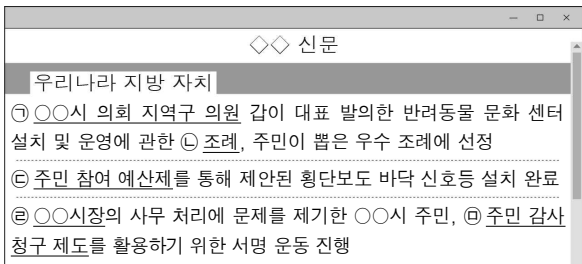 ◇◇ 신문
우리나라 지방 자치
㉠ ○○시 의회 지역구 의원 갑이 대표 발의한 반려동물 문화 센터
설치 및 운영에 관한 ㉡ 조례, 주민이 뽑은 우수 조례에 선정
㉢ 주민 참여 예산제를 통해 제안된 횡단보도 바닥 신호등 설치 완료
㉣ ○○시장의 사무 처리에 문제를 제기한 ○○시 주민, ㉤ 주민 감사
청구 제도를 활용하기 위한 서명 운동 진행